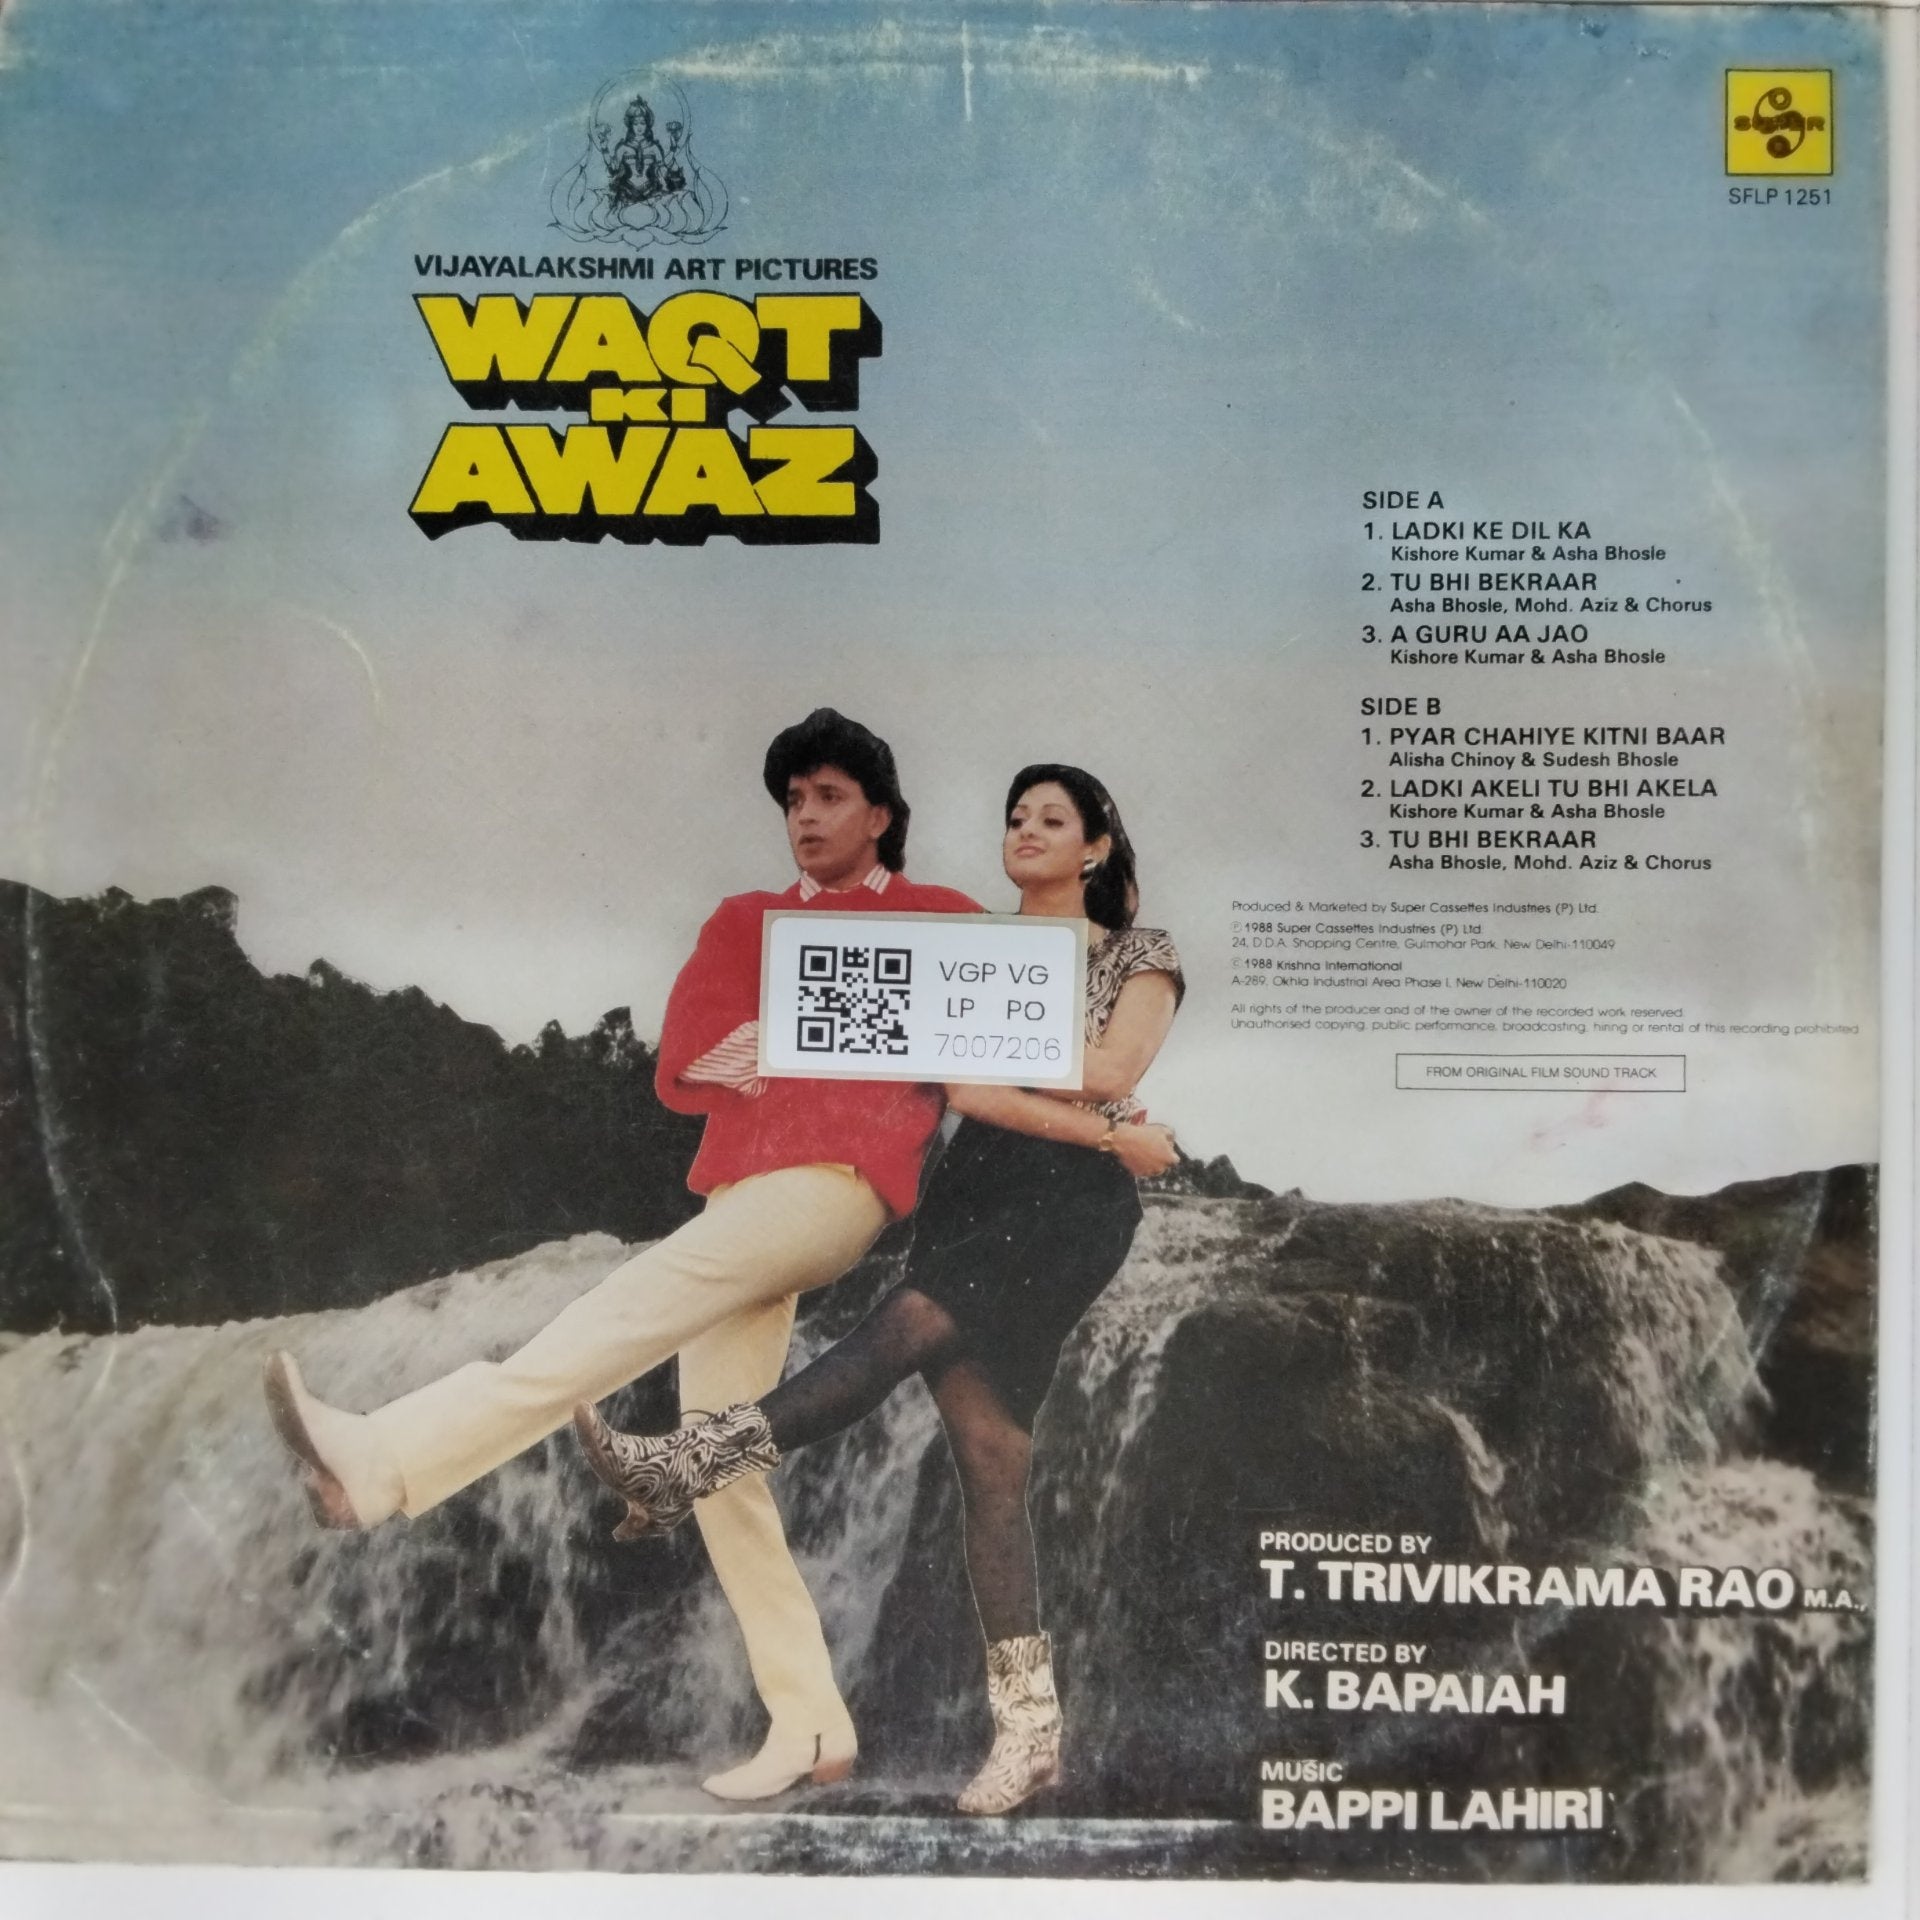 SUPER
SFLP 1251
VIJAYALAKSHMI ART PICTURES
WAQT
KI
AWAZ
SIDE A
1. LADKI KE DIL KA
Kishore Kumar & Asha Bhosle
2. TU BHI BEKRAAR
Asha Bhosle, Mohd. Aziz & Chorus
3. A GURU AA JAO
Kishore Kumar & Asha Bhosle
SIDE B
1. PYAR CHAHIYE KITNI BAAR
Alisha Chinoy & Sudesh Bhosle
2. LADKI AKELI TU BHI AKELA
Kishore Kumar & Asha Bhosle
3. TU BHI BEKRAAR
Asha Bhosle, Mohd. Aziz & Chorus
Produced & Marketed by Super Cassettes Industries (P) Ltd.
℗ 1988 Super Cassettes Industries (P) Ltd
24, D.D.A. Shopping Centre, Gulmohar Park, New Delhi-110049
© 1988 Krishna International
A-289, Okhla Industrial Area Phase I, New Delhi-110020
All rights of the producer and of the owner of the recorded work reserved.
Unauthorised copying, public performance, broadcasting, hiring or rental of this recording prohibited
FROM ORIGINAL FILM SOUND TRACK
VGP VG
LP PO
7007206
PRODUCED BY
T. TRIVIKRAMA RAO M.A.,
DIRECTED BY
K. BAPAIAH
MUSIC
BAPPI LAHIRI